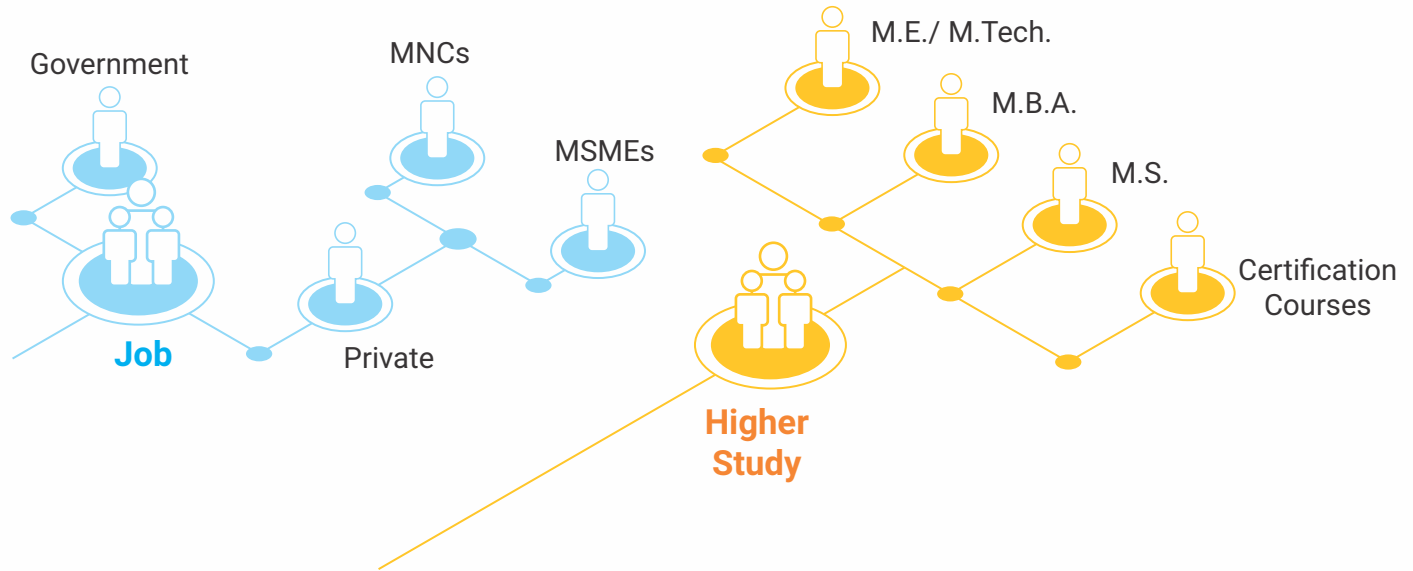 Government
MNCs
MSMEs
Job
Private
M.E./ M.Tech.
M.B.A.
M.S.
Certification
Courses
Higher
Study